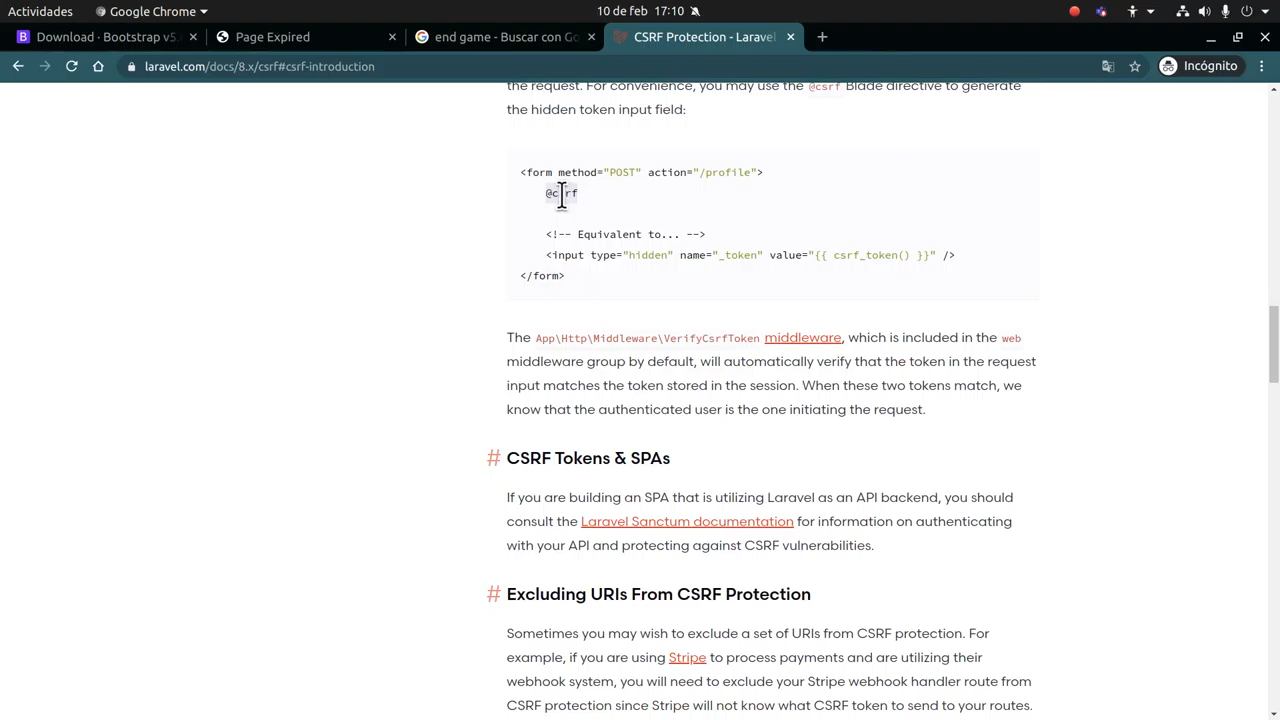 Actividades
Google Chrome
10 de feb 17:10
Download · Bootstrap v5.
Page Expired
end game - Buscar con Go
CSRF Protection - Laravel
laravel.com/docs/8.x/csrf#csrf-introduction
Incógnito
the request. For convenience, you may use the @csrf Blade directive to generate
the hidden token input field:
<form method="POST" action="/profile">
@csrf
<!-- Equivalent to... -->
<input type="hidden" name="_token" value="{{ csrf_token() }}" />
</form>
The App\Http\Middleware\VerifyCsrfToken middleware, which is included in the web
middleware group by default, will automatically verify that the token in the request
input matches the token stored in the session. When these two tokens match, we
know that the authenticated user is the one initiating the request.
# CSRF Tokens & SPAs
If you are building an SPA that is utilizing Laravel as an API backend, you should
consult the Laravel Sanctum documentation for information on authenticating
with your API and protecting against CSRF vulnerabilities.
# Excluding URIs From CSRF Protection
Sometimes you may wish to exclude a set of URIs from CSRF protection. For
example, if you are using Stripe to process payments and are utilizing their
webhook system, you will need to exclude your Stripe webhook handler route from
CSRF protection since Stripe will not know what CSRF token to send to your routes.